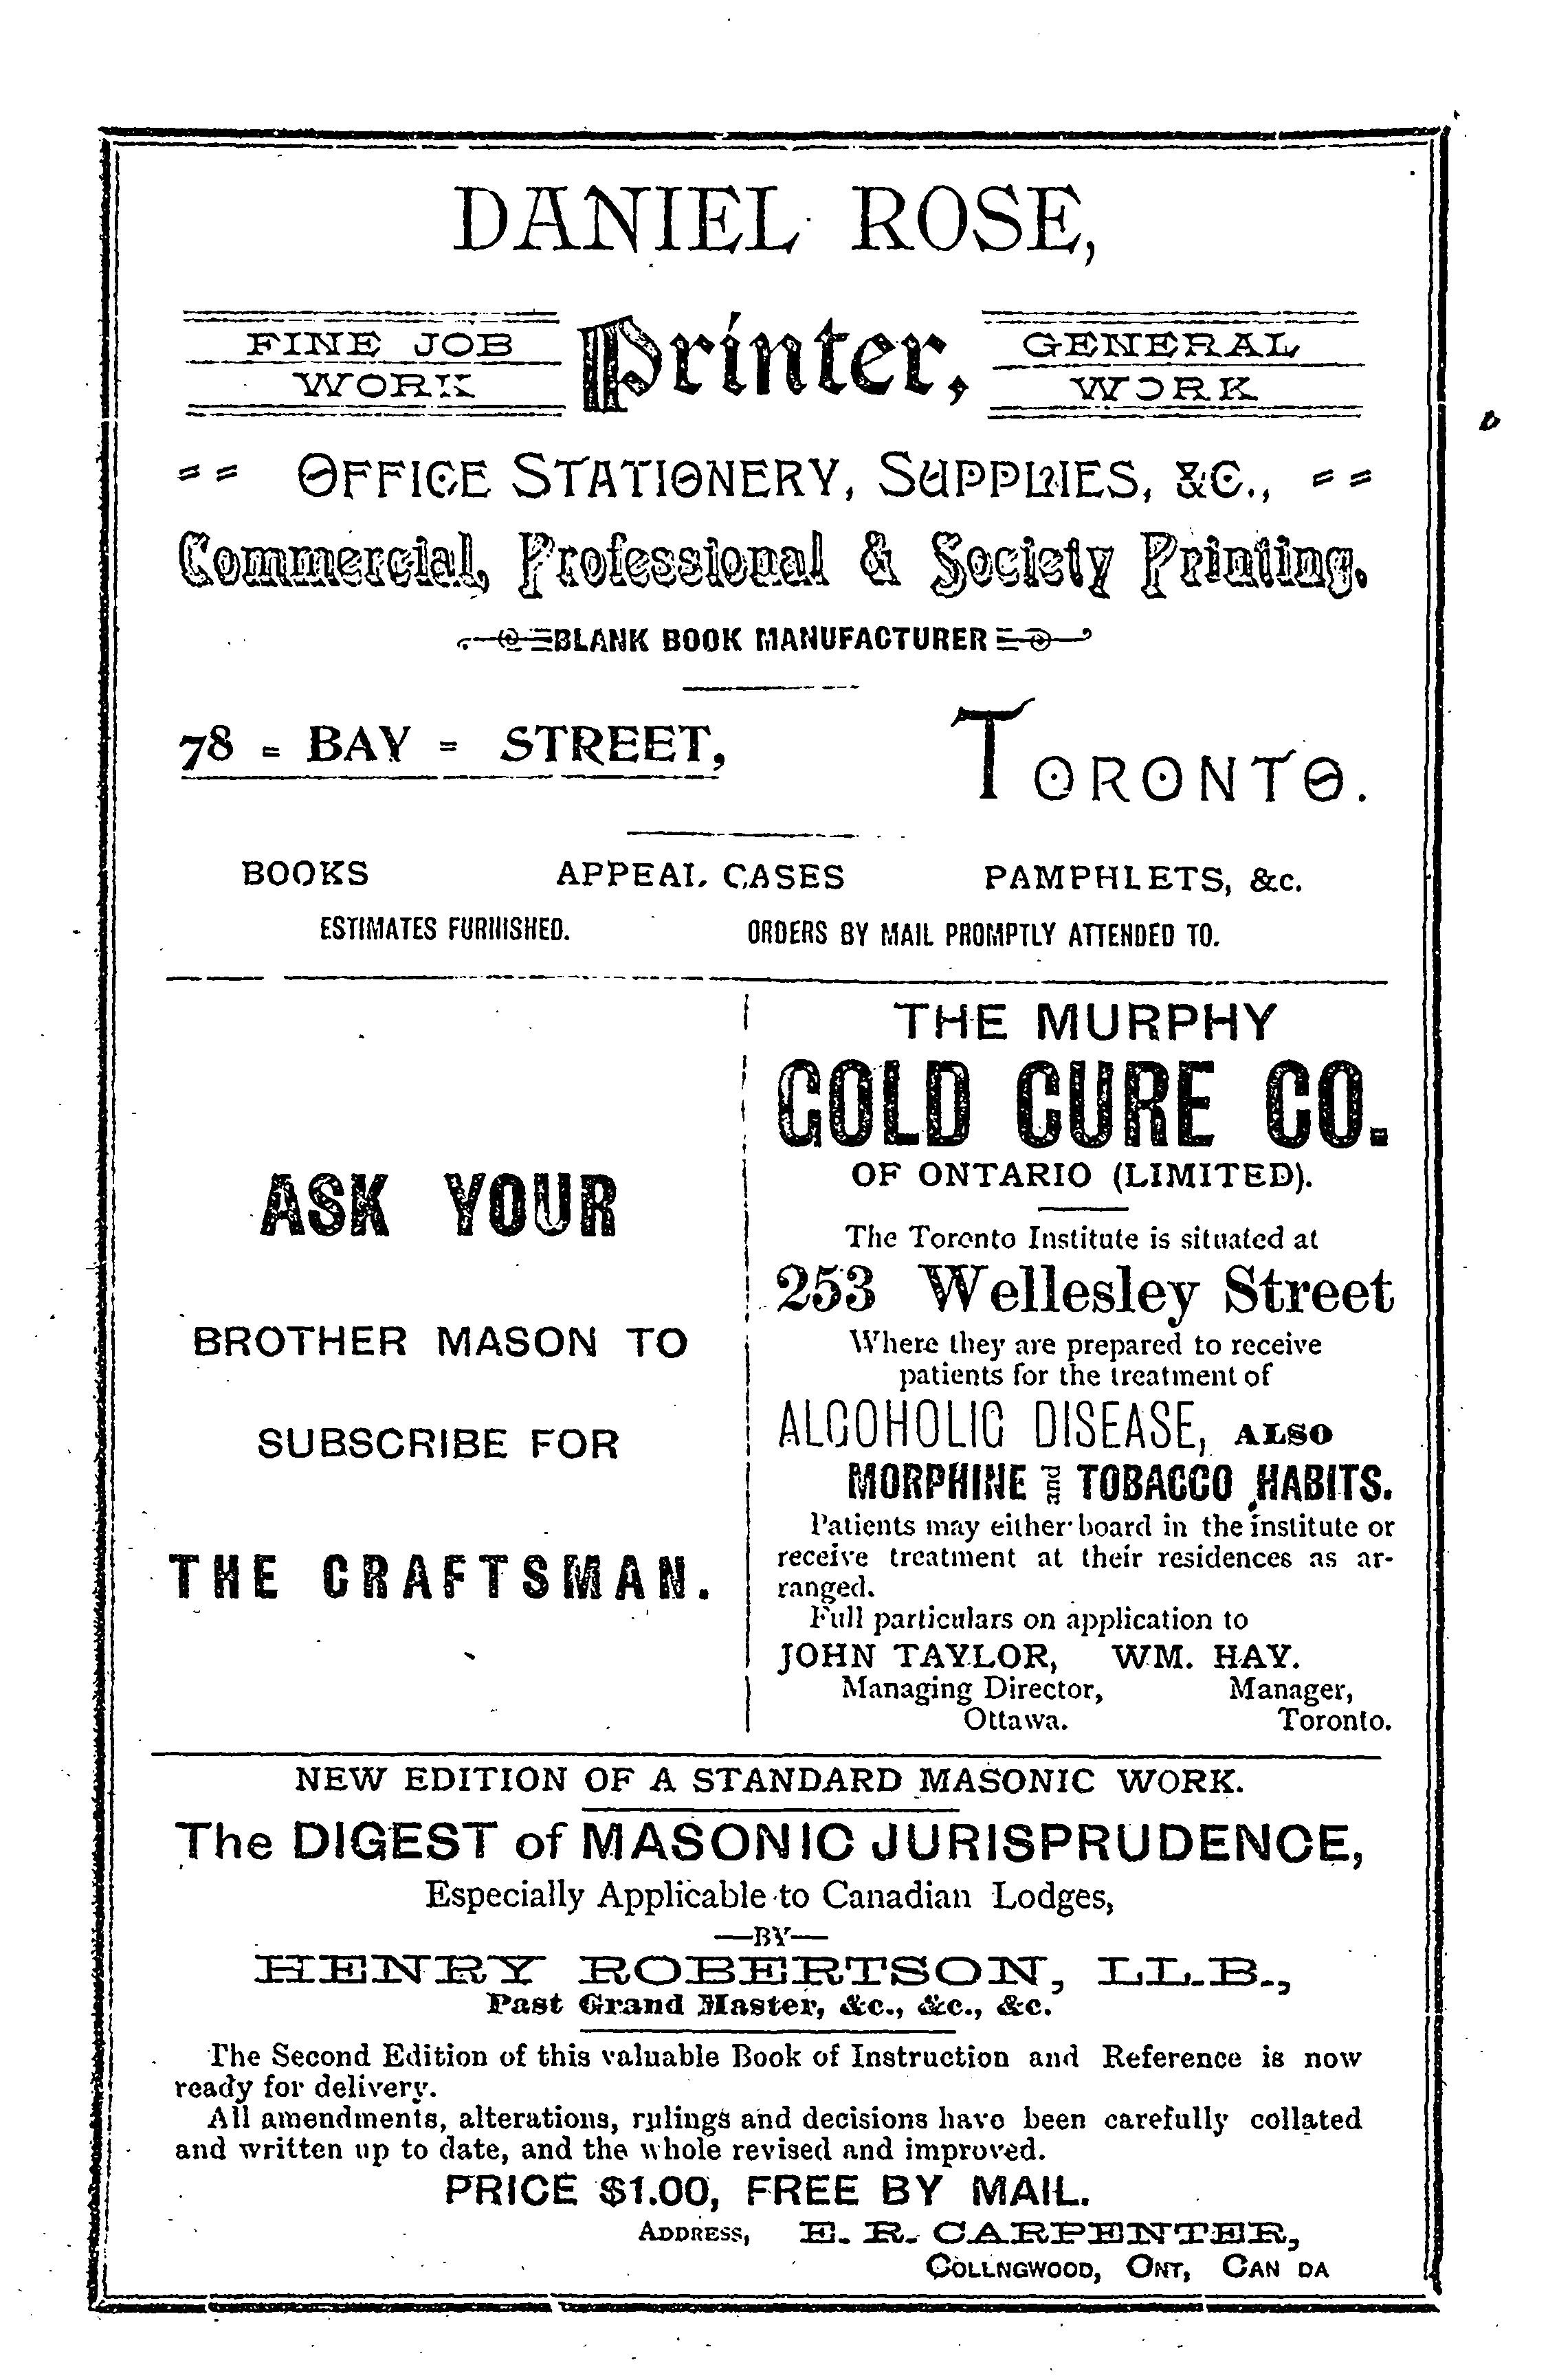 DANIEL ROSE,
FINE JOB
WORK
Printer,
GENERAL
WORK
OFFICE STATIONERY, SUPPLIES, &C.,
Commercial, Professional & Society Printing.
BLANK BOOK MANUFACTURER
78 = BAY = STREET,
TORONTO.
BOOKS APPEAL CASES PAMPHLETS, &c.
ESTIMATES FURNISHED. ORDERS BY MAIL PROMPTLY ATTENDED TO.
ASK YOUR
BROTHER MASON TO
SUBSCRIBE FOR
THE CRAFTSMAN.
THE MURPHY
GOLD CURE CO.
OF ONTARIO (LIMITED).
The Toronto Institute is situated at
253 Wellesley Street
Where they are prepared to receive
patients for the treatment of
ALCOHOLIC DISEASE, ALSO
MORPHINE and TOBACCO HABITS.
Patients may either board in the institute or
receive treatment at their residences as ar-
ranged.
Full particulars on application to
JOHN TAYLOR, WM. HAY.
Managing Director, Manager,
Ottawa. Toronto.
NEW EDITION OF A STANDARD MASONIC WORK.
The DIGEST of MASONIC JURISPRUDENCE,
Especially Applicable to Canadian Lodges,
—BY—
HENRY ROBERTSON, LL.B.,
Past Grand Master, &c., &c., &c.
The Second Edition of this valuable Book of Instruction and Reference is now
ready for delivery.
All amendments, alterations, rulings and decisions have been carefully collated
and written up to date, and the whole revised and improved.
PRICE $1.00, FREE BY MAIL.
ADDRESS, E. R. CARPENTER,
COLLNGWOOD, ONT, CAN DA